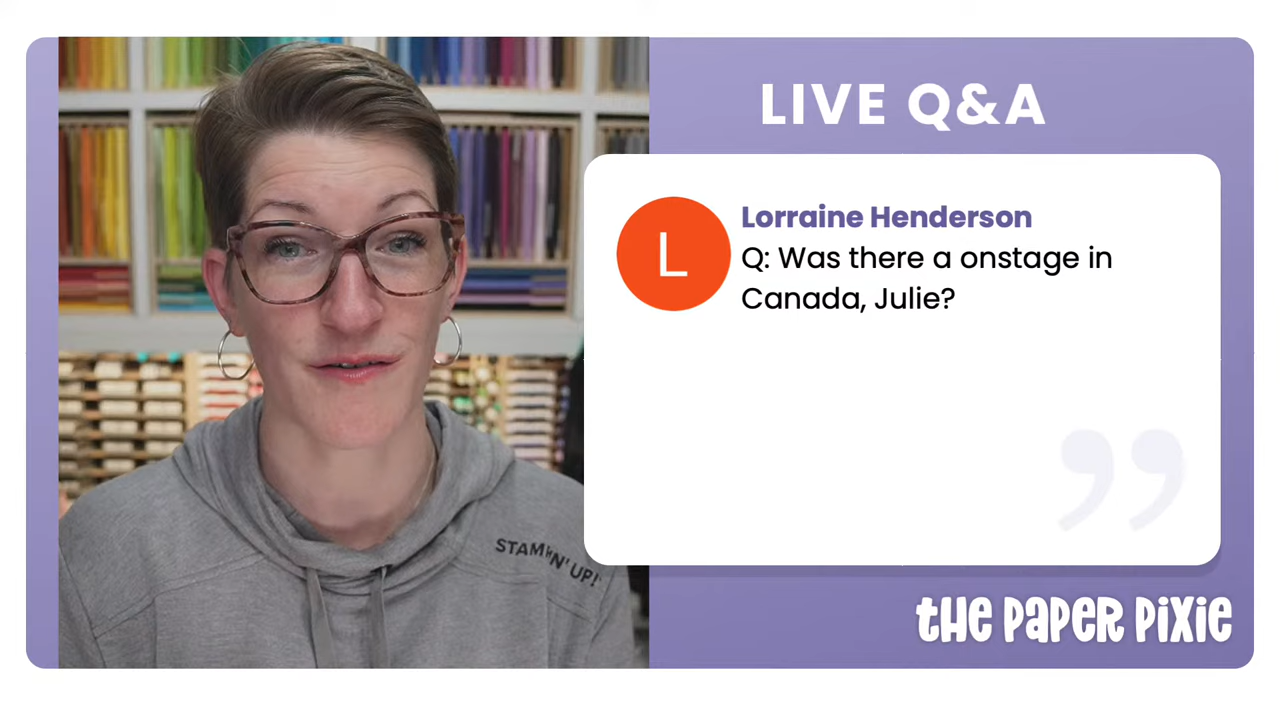 LIVE Q&A
L
Lorraine Henderson
Q: Was there a onstage in
Canada, Julie?
STAMPIN' UP!
the PAPER PIXIE